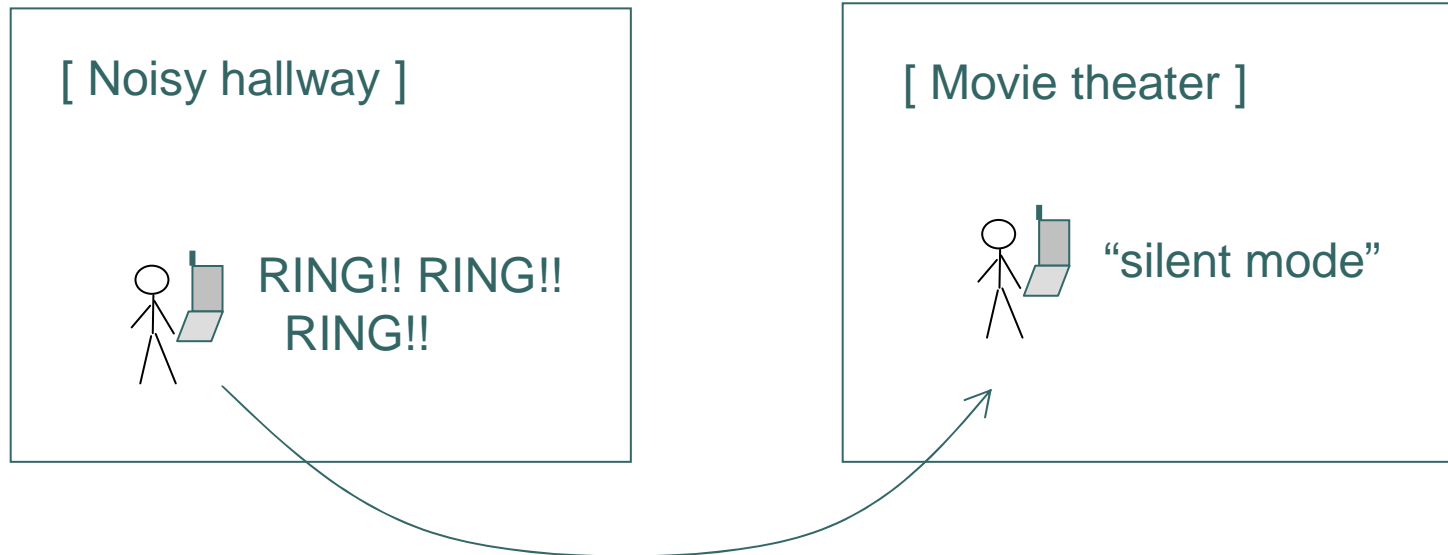 [ Noisy hallway ]
RING!! RING!!
RING!!
[ Movie theater ]
“silent mode”